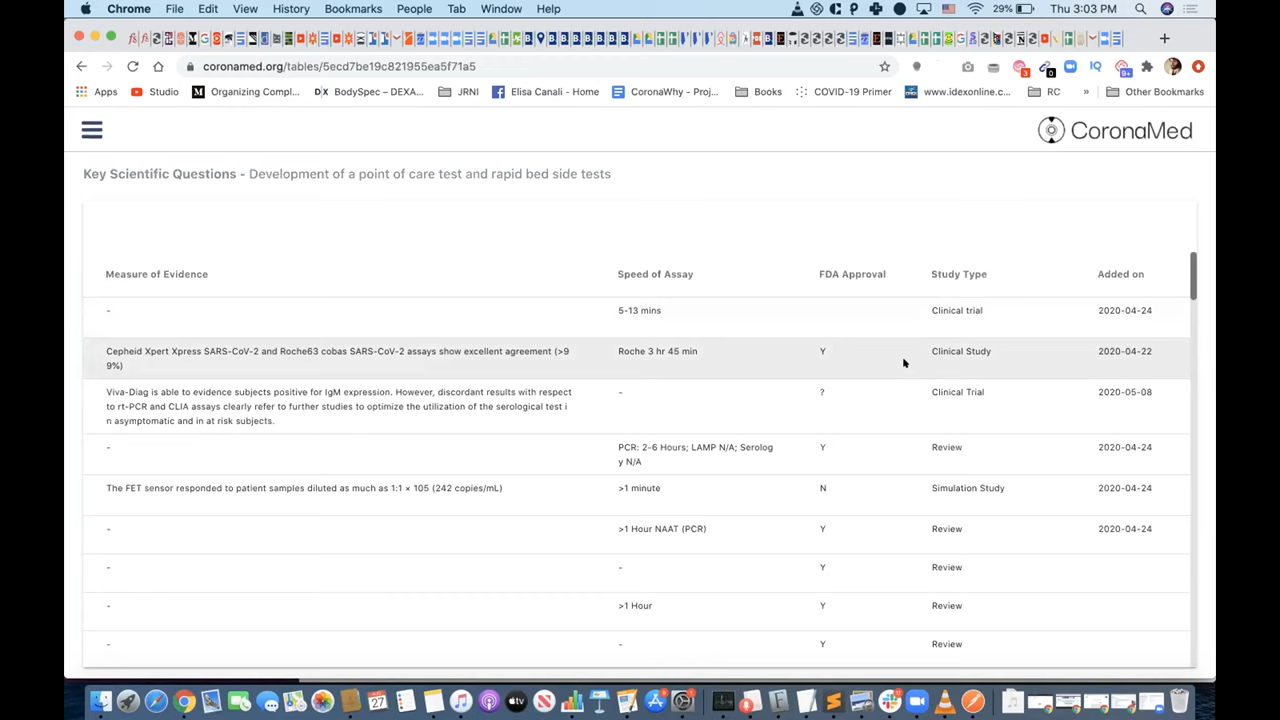 Chrome File Edit View History Bookmarks People Tab Window Help 29% Thu 3:03 PM
coronamed.org/tables/5ecd7be19c821955ea5f71a5
Apps Studio Organizing Compl... BodySpec – DEXA... JRNI Elisa Canali - Home CoronaWhy - Proj... Books COVID-19 Primer www.idexonline.c... RC » Other Bookmarks
CoronaMed
Key Scientific Questions - Development of a point of care test and rapid bed side tests
Measure of Evidence Speed of Assay FDA Approval Study Type Added on
- 5-13 mins Clinical trial 2020-04-24
Cepheid Xpert Xpress SARS-CoV-2 and Roche63 cobas SARS-CoV-2 assays show excellent agreement (>9 Roche 3 hr 45 min Y Clinical Study 2020-04-22
9%)
Viva-Diag is able to evidence subjects positive for IgM expression. However, discordant results with respect - ? Clinical Trial 2020-05-08
to rt-PCR and CLIA assays clearly refer to further studies to optimize the utilization of the serological test i
n asymptomatic and in at risk subjects.
- PCR: 2-6 Hours; LAMP N/A; Serolog Y Review 2020-04-24
y N/A
The FET sensor responded to patient samples diluted as much as 1:1 × 105 (242 copies/mL) >1 minute N Simulation Study 2020-04-24
- >1 Hour NAAT (PCR) Y Review 2020-04-24
- - Y Review
- >1 Hour Y Review
- - Y Review